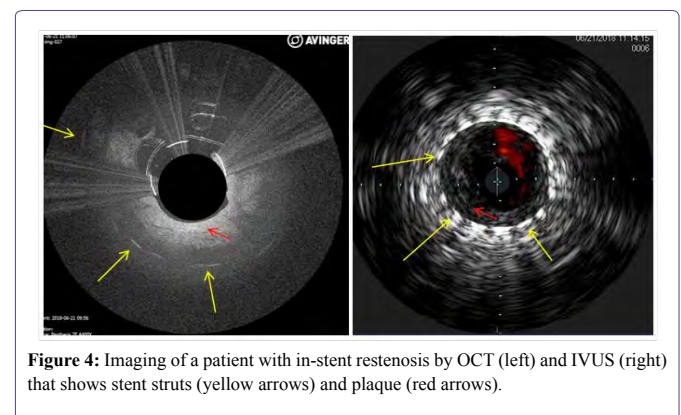 AVINGER
06/21/2018 11:14:15
0006
Figure 4: Imaging of a patient with in-stent restenosis by OCT (left) and IVUS (right)
that shows stent struts (yellow arrows) and plaque (red arrows).